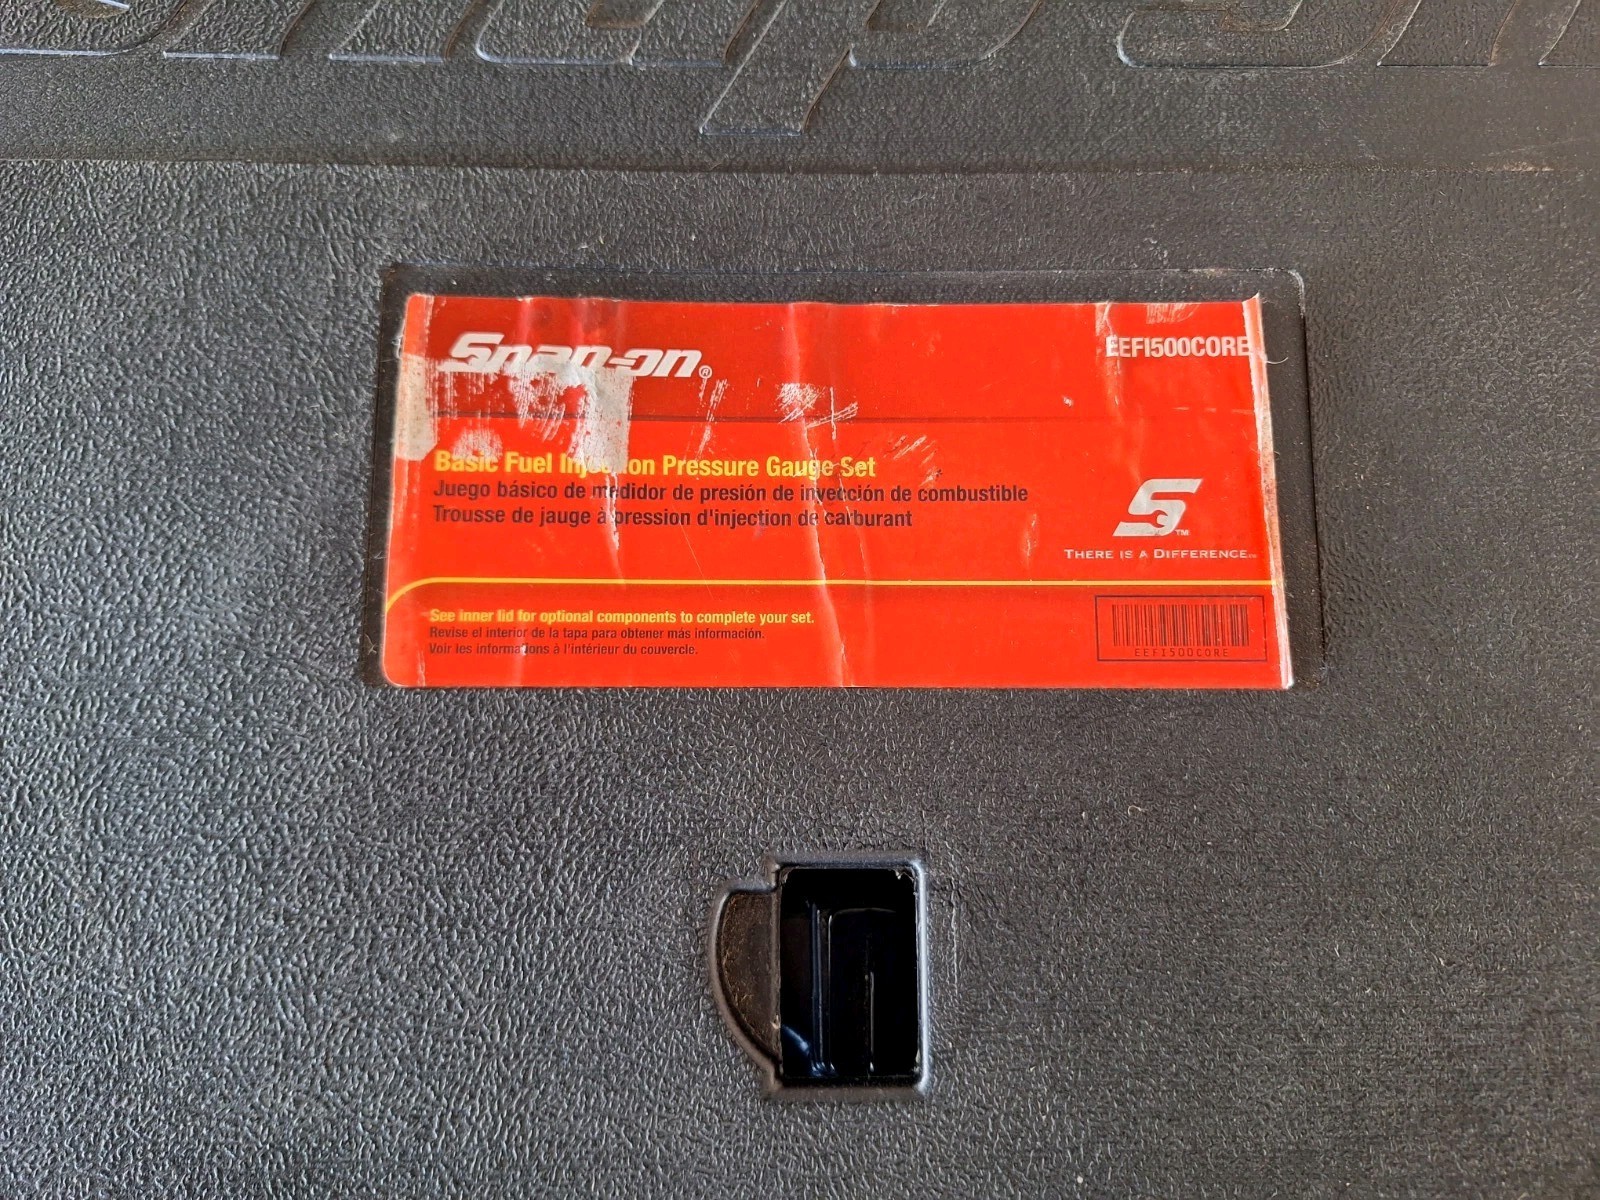 Snap-on®
EEFI500CORE
Basic Fuel Injection Pressure Gauge Set
Juego básico de medidor de presión de inyección de combustible
Trousse de jauge à pression d'injection de carburant
S™
THERE IS A DIFFERENCE
See inner lid for optional components to complete your set.
Revise el interior de la tapa para obtener más información.
Voir les informations à l'intérieur du couvercle.
EEFI500CORE